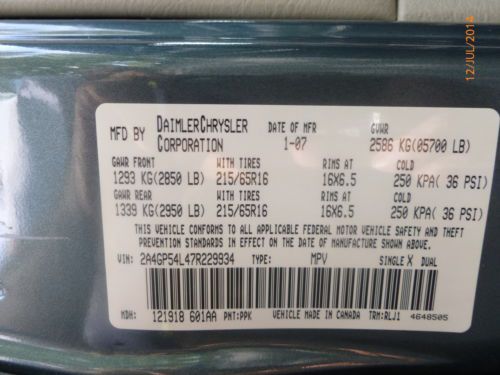 12/JUL/2014
MFD BY DAIMLERCHRYSLER CORPORATION DATE OF MFR 1-07 GVWR 2586 KG(05700 LB)
GAWR FRONT WITH TIRES RIMS AT COLD
1293 KG(2850 LB) 215/65R16 16X6.5 250 KPA( 36 PSI)
GAWR REAR WITH TIRES RIMS AT COLD
1339 KG(2950 LB) 215/65R16 16X6.5 250 KPA( 36 PSI)
THIS VEHICLE CONFORMS TO ALL APPLICABLE FEDERAL MOTOR VEHICLE SAFETY AND THEFT
PREVENTION STANDARDS IN EFFECT ON THE DATE OF MANUFACTURE SHOWN ABOVE.
VIN: 2A4GP54L47R229934 TYPE: MPV SINGLE X DUAL
MDH: 121918 601AA PNT:PPK VEHICLE MADE IN CANADA TRM:RLJ1 4648505